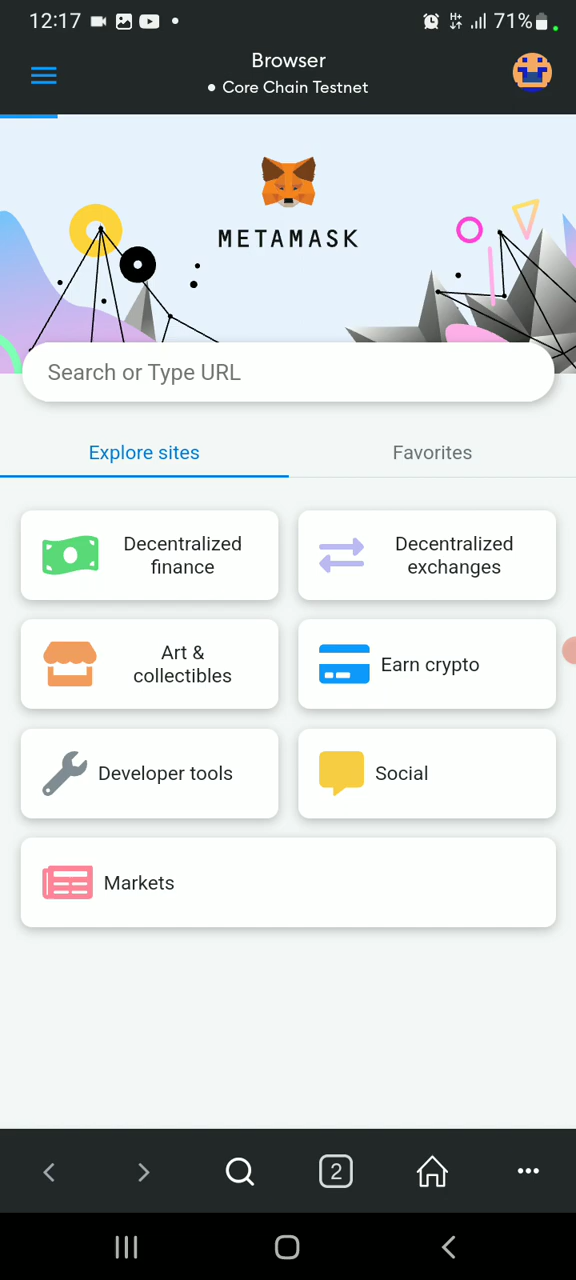 12:17
71%
Browser
Core Chain Testnet
METAMASK
Search or Type URL
Explore sites
Favorites
Decentralized
finance
Decentralized
exchanges
Art &
collectibles
Earn crypto
Developer tools
Social
Markets
2